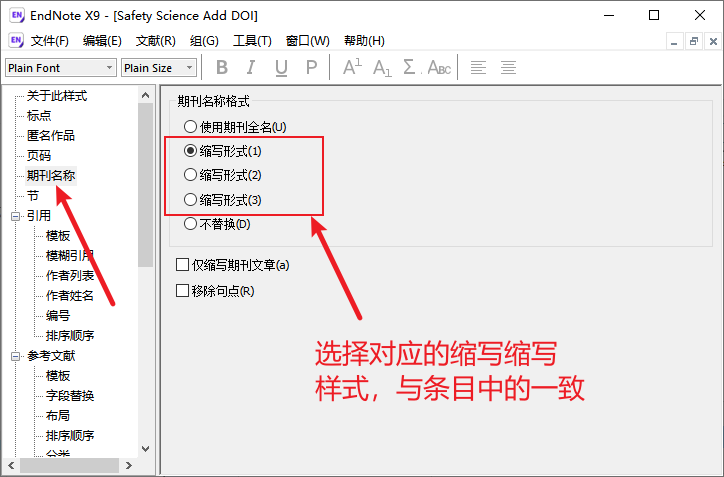 EndNote X9 - [Safety Science Add DOI]
文件(F) 编辑(E) 文献(R) 组(G) 工具(T) 窗口(W) 帮助(H)
Plain Font Plain Size B I U P A¹ A₁ Σ ABC
关于此样式
标点
匿名作品
页码
期刊名称
节
引用
模板
模糊引用
作者列表
作者姓名
编号
排序顺序
参考文献
模板
字段替换
布局
排序顺序
分类
期刊名称格式
使用期刊全名(U)
缩写形式(1)
缩写形式(2)
缩写形式(3)
不替换(D)
仅缩写期刊文章(a)
移除句点(R)
选择对应的缩写缩写
样式，与条目中的一致